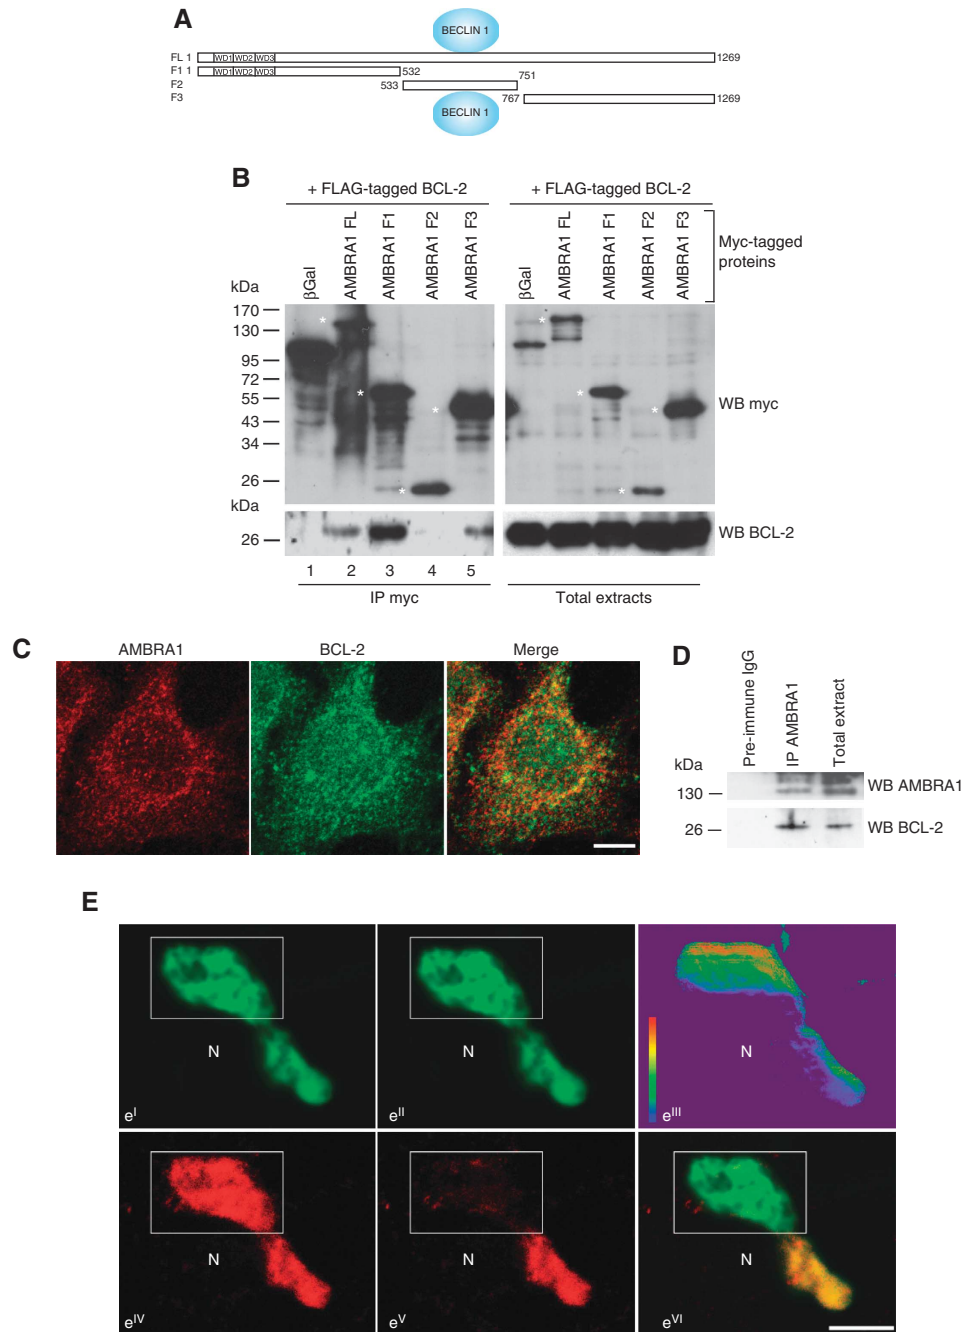 A
BECLIN 1
FL 1 WD1 WD2 WD3 1269
F1 1 WD1 WD2 WD3 532
F2 533 751
F3 767 1269
BECLIN 1
B
+ FLAG-tagged BCL-2 + FLAG-tagged BCL-2
βGal AMBRA1 FL AMBRA1 F1 AMBRA1 F2 AMBRA1 F3 βGal AMBRA1 FL AMBRA1 F1 AMBRA1 F2 AMBRA1 F3
Myc-tagged
proteins
kDa
170
130
95
72
55
43
34
26
WB myc
kDa
26
WB BCL-2
1 2 3 4 5
IP myc Total extracts
C
AMBRA1 BCL-2 Merge
D
Pre-immune IgG IP AMBRA1 Total extract
kDa
130 WB AMBRA1
26 WB BCL-2
E
N N N
eI eII eIII
N N N
eIV eV eVI